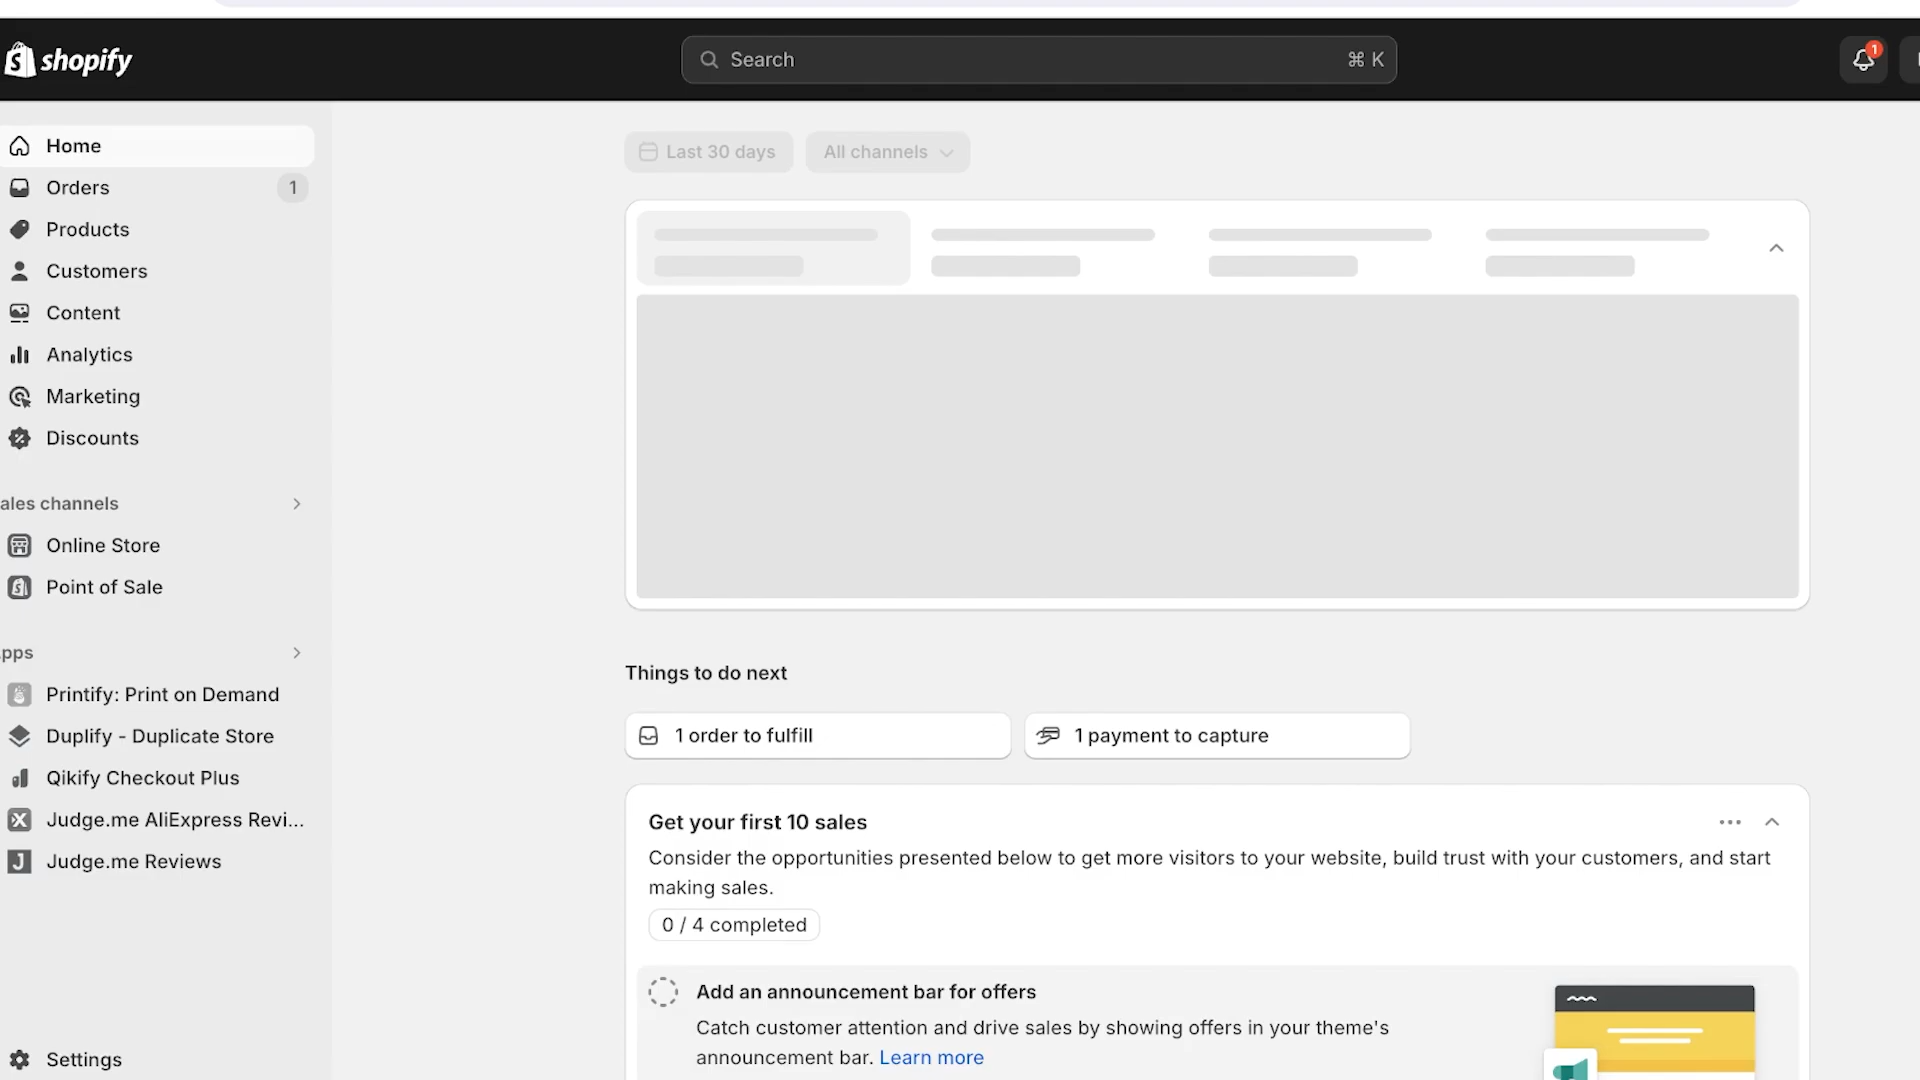 shopify
Search
⌘ K
1
Home
Orders
1
Products
Customers
Content
Analytics
Marketing
Discounts
ales channels
Online Store
Point of Sale
pps
Printify: Print on Demand
Duplify - Duplicate Store
Qikify Checkout Plus
Judge.me AliExpress Revi...
Judge.me Reviews
Settings
Last 30 days
All channels
Things to do next
1 order to fulfill
1 payment to capture
Get your first 10 sales
Consider the opportunities presented below to get more visitors to your website, build trust with your customers, and start
making sales.
0 / 4 completed
Add an announcement bar for offers
Catch customer attention and drive sales by showing offers in your theme's
announcement bar. Learn more